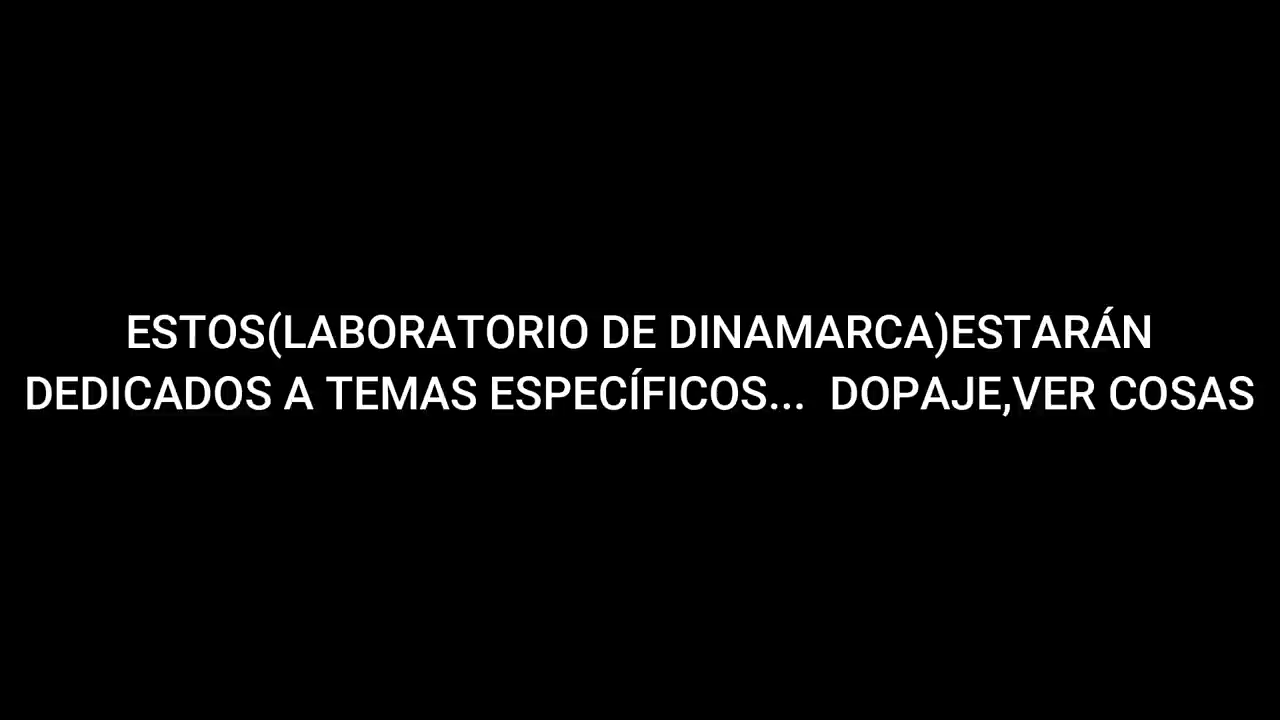 ESTOS(LABORATORIO DE DINAMARCA)ESTARÁN
DEDICADOS A TEMAS ESPECÍFICOS...  DOPAJE,VER COSAS